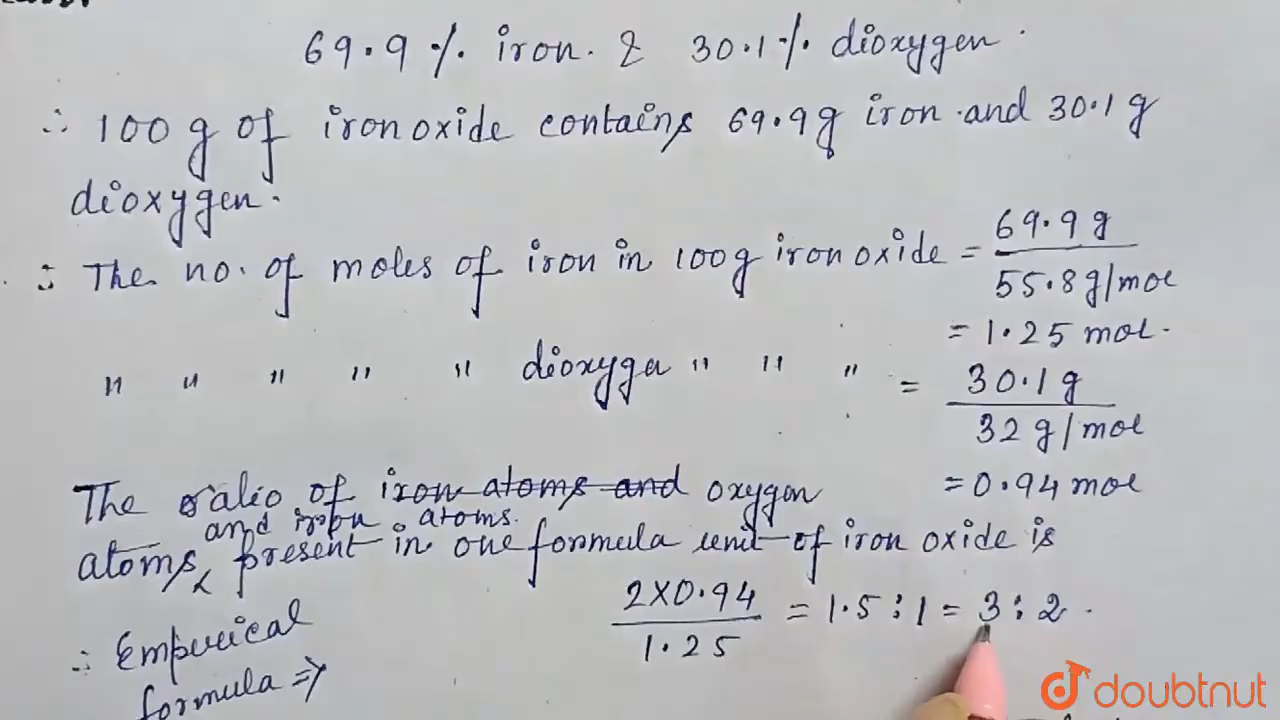 69.9 % iron. & 30.1 % dioxygen.
∴ 100 g of iron oxide contains 69.9g iron and 30.1 g
dioxygen.
∴ The no. of moles of iron in 100g iron oxide = 69.9 g / 55.8 g/mol
= 1.25 mol.
" " " " " dioxygen " " " = 30.1 g / 32 g/mol
= 0.94 mol
The ratio of iron atoms and oxygen
and iron atoms.
atoms, present in one formula unit of iron oxide is
2×0.94 / 1.25 = 1.5 : 1 = 3 : 2.
∴ Empirical
formula ⇒
doubtnut